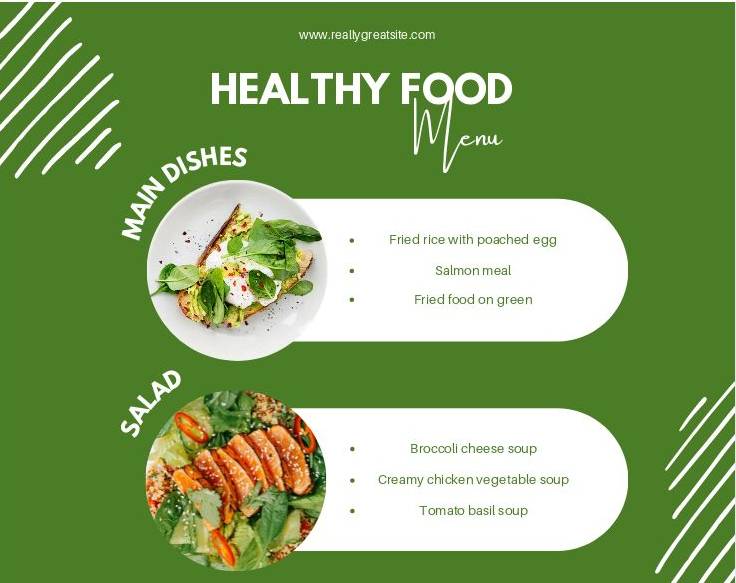 www.reallygreatsite.com
HEALTHY FOOD
Menu
MAIN DISHES
• Fried rice with poached egg
• Salmon meal
• Fried food on green
SALAD
• Broccoli cheese soup
• Creamy chicken vegetable soup
• Tomato basil soup